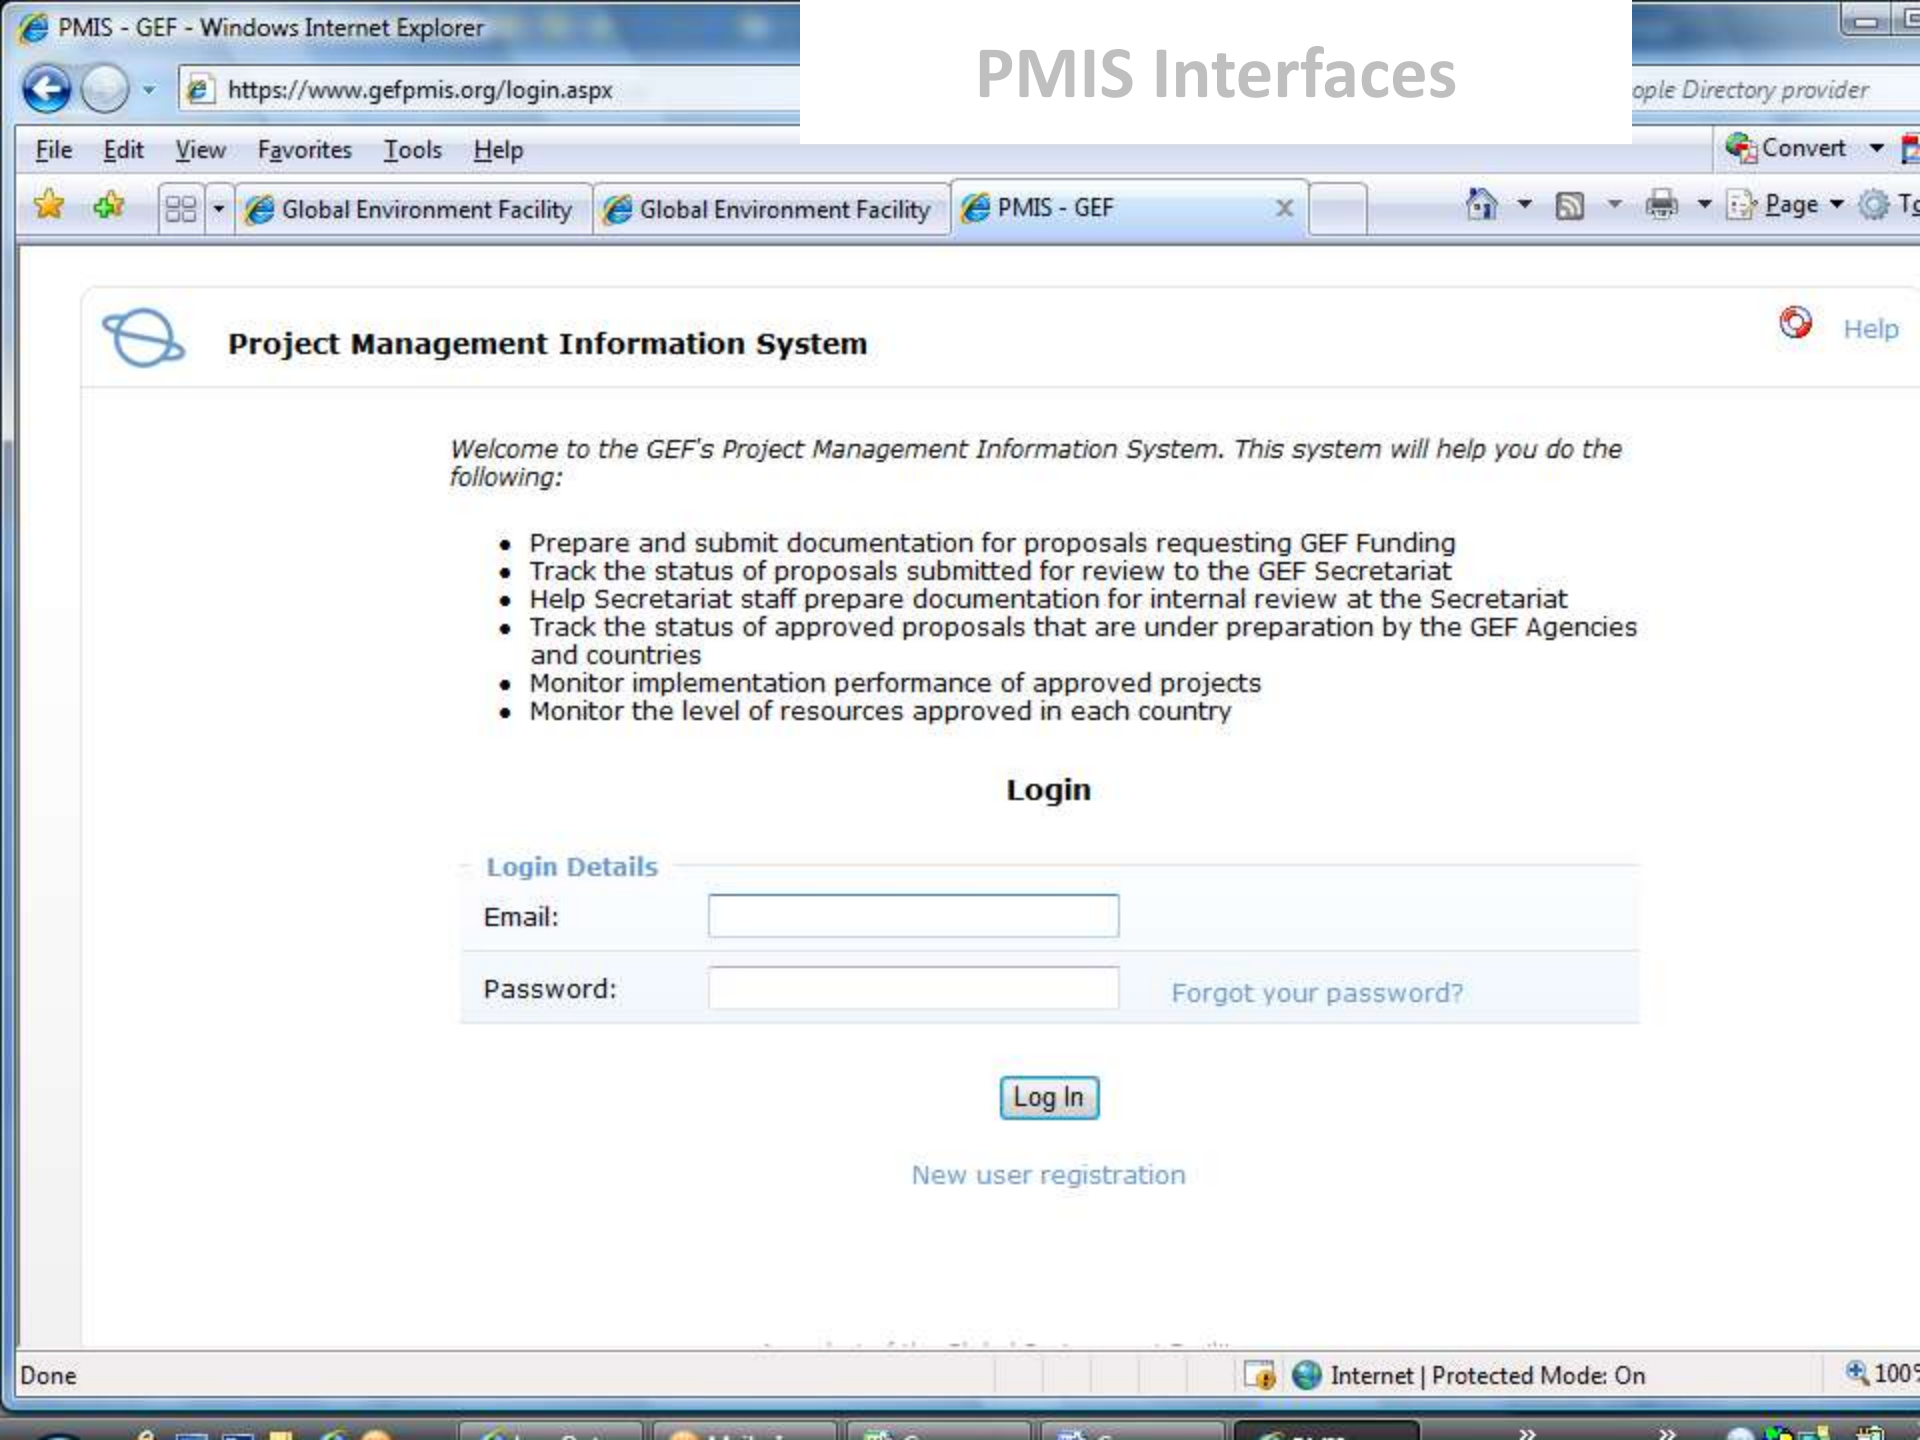 PMIS - GEF - Windows Internet Explorer
PMIS Interfaces
https://www.gefpmis.org/login.aspx
Directory provider
File Edit View Favorites Tools Help
Convert
Global Environment Facility Global Environment Facility PMIS - GEF
Page
Project Management Information System
Help
Welcome to the GEF's Project Management Information System. This system will help you do the
following:
• Prepare and submit documentation for proposals requesting GEF Funding
• Track the status of proposals submitted for review to the GEF Secretariat
• Help Secretariat staff prepare documentation for internal review at the Secretariat
• Track the status of approved proposals that are under preparation by the GEF Agencies
and countries
• Monitor implementation performance of approved projects
• Monitor the level of resources approved in each country
Login
Login Details
Email:
Password:
Forgot your password?
Log In
New user registration
Done
Internet | Protected Mode: On
100%